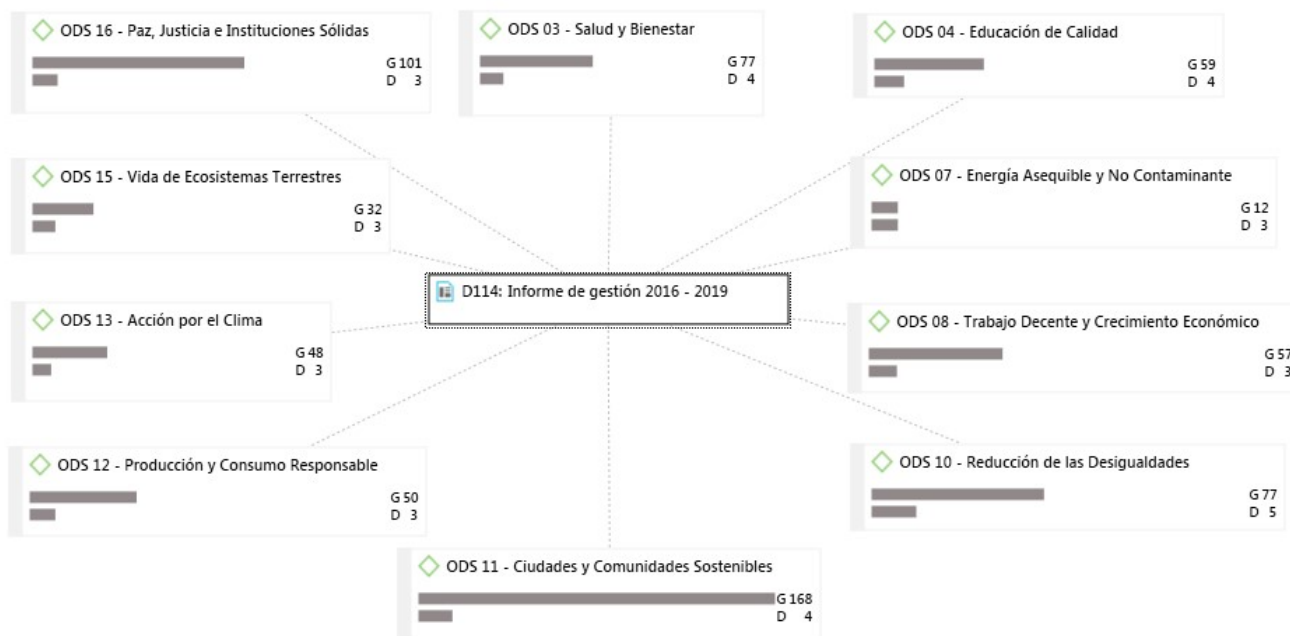 ODS 16 - Paz, Justicia e Instituciones Sólidas
G 101
D 3
ODS 03 - Salud y Bienestar
G 77
D 4
ODS 04 - Educación de Calidad
G 59
D 4
ODS 15 - Vida de Ecosistemas Terrestres
G 32
D 3
ODS 07 - Energía Asequible y No Contaminante
G 12
D 3
D114: Informe de gestión 2016 - 2019
ODS 13 - Acción por el Clima
G 48
D 3
ODS 08 - Trabajo Decente y Crecimiento Económico
G 57
D 3
ODS 12 - Producción y Consumo Responsable
G 50
D 3
ODS 10 - Reducción de las Desigualdades
G 77
D 5
ODS 11 - Ciudades y Comunidades Sostenibles
G 168
D 4